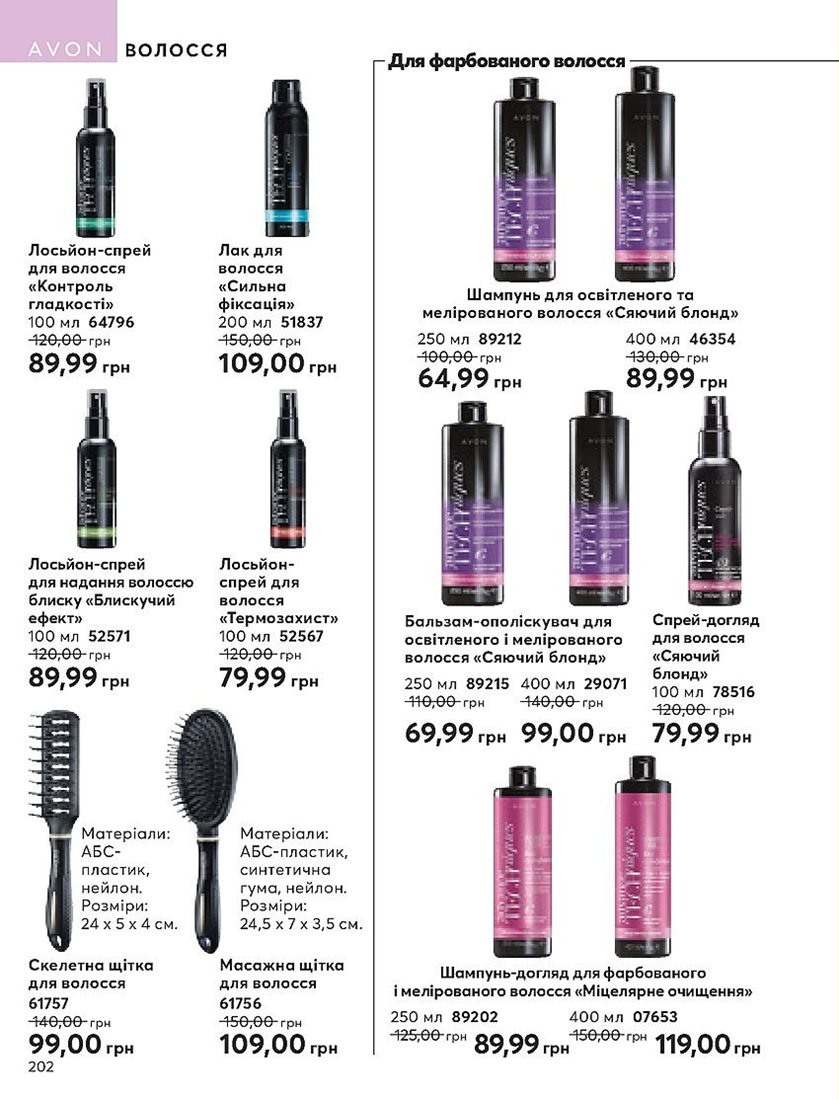 AVON ВОЛОССЯ
Лосьйон-спрей
для волосся
«Контроль
гладкості»
100 мл 64796
120,00 грн
89,99 грн
Лак для
волосся
«Сильна
фіксація»
200 мл 51837
150,00 грн
109,00 грн
Лосьйон-спрей
для надання волоссю
блиску «Блискучий
ефект»
100 мл 52571
120,00 грн
89,99 грн
Лосьйон-
спрей для
волосся
«Термозахист»
100 мл 52567
120,00 грн
79,99 грн
Матеріали:
АБС-
пластик,
нейлон.
Розміри:
24 x 5 x 4 см.
Скелетна щітка
для волосся
61757
140,00 грн
99,00 грн
Матеріали:
АБС-пластик,
синтетична
гума, нейлон.
Розміри:
24,5 x 7 x 3,5 см.
Масажна щітка
для волосся
61756
150,00 грн
109,00 грн
Для фарбованого волосся
AVON
Шампунь для освітленого та
мелірованого волосся «Сяючий блонд»
250 мл 89212
100,00 грн
64,99 грн
400 мл 46354
130,00 грн
89,99 грн
AVON
AVON
Бальзам-ополіскувач для
освітленого і мелірованого
волосся «Сяючий блонд»
250 мл 89215
110,00 грн
69,99 грн
400 мл 29071
140,00 грн
99,00 грн
Спрей-догляд
для волосся
«Сяючий
блонд»
100 мл 78516
120,00 грн
79,99 грн
AVON
AVON
Шампунь-догляд для фарбованого
і мелірованого волосся «Міцелярне очищення»
250 мл 89202
125,00 грн
89,99 грн
400 мл 07653
150,00 грн
119,00 грн
202